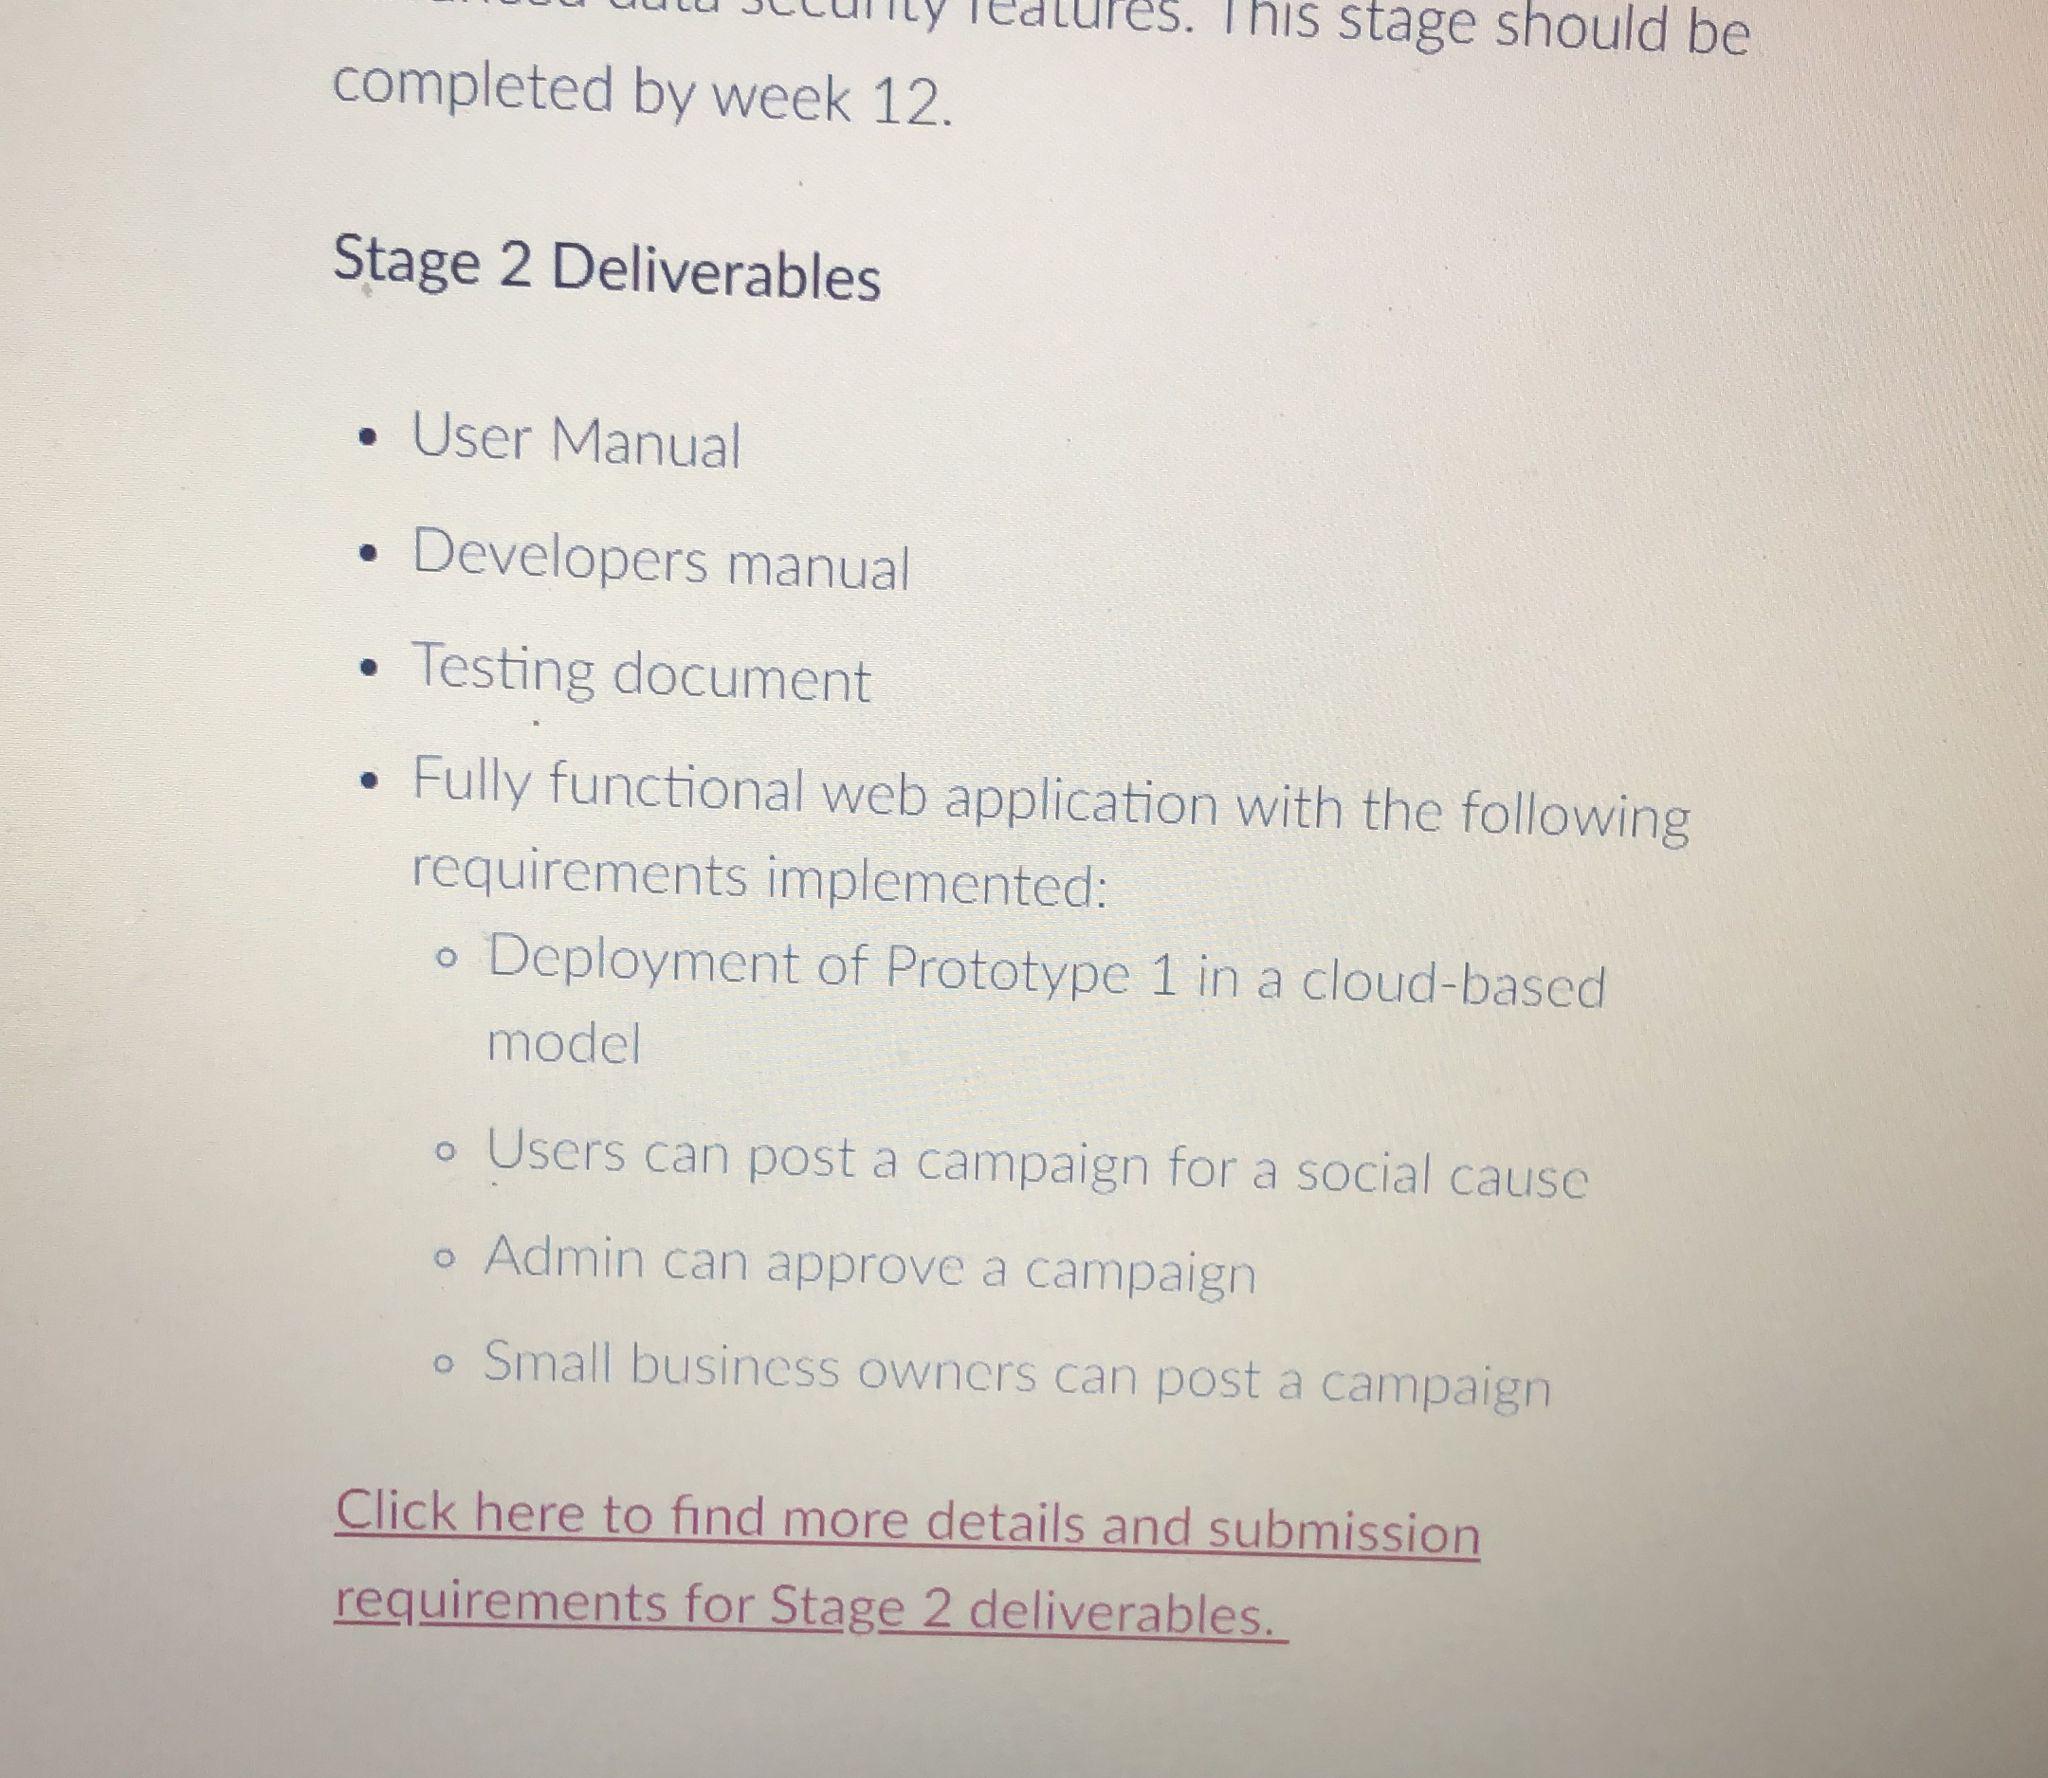 data security features. This stage should be
completed by week 12.
Stage 2 Deliverables
• User Manual
• Developers manual
• Testing document
• Fully functional web application with the following
requirements implemented:
◦ Deployment of Prototype 1 in a cloud-based
model
◦ Users can post a campaign for a social cause
◦ Admin can approve a campaign
◦ Small business owners can post a campaign
Click here to find more details and submission
requirements for Stage 2 deliverables.